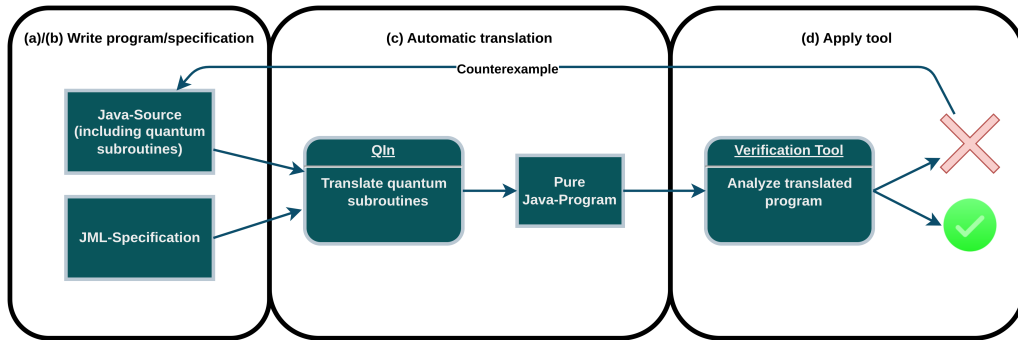 (a)/(b) Write program/specification
(c) Automatic translation
(d) Apply tool
Counterexample
Java-Source
(including quantum
subroutines)
JML-Specification
QIn
Translate quantum
subroutines
Pure
Java-Program
Verification Tool
Analyze translated
program